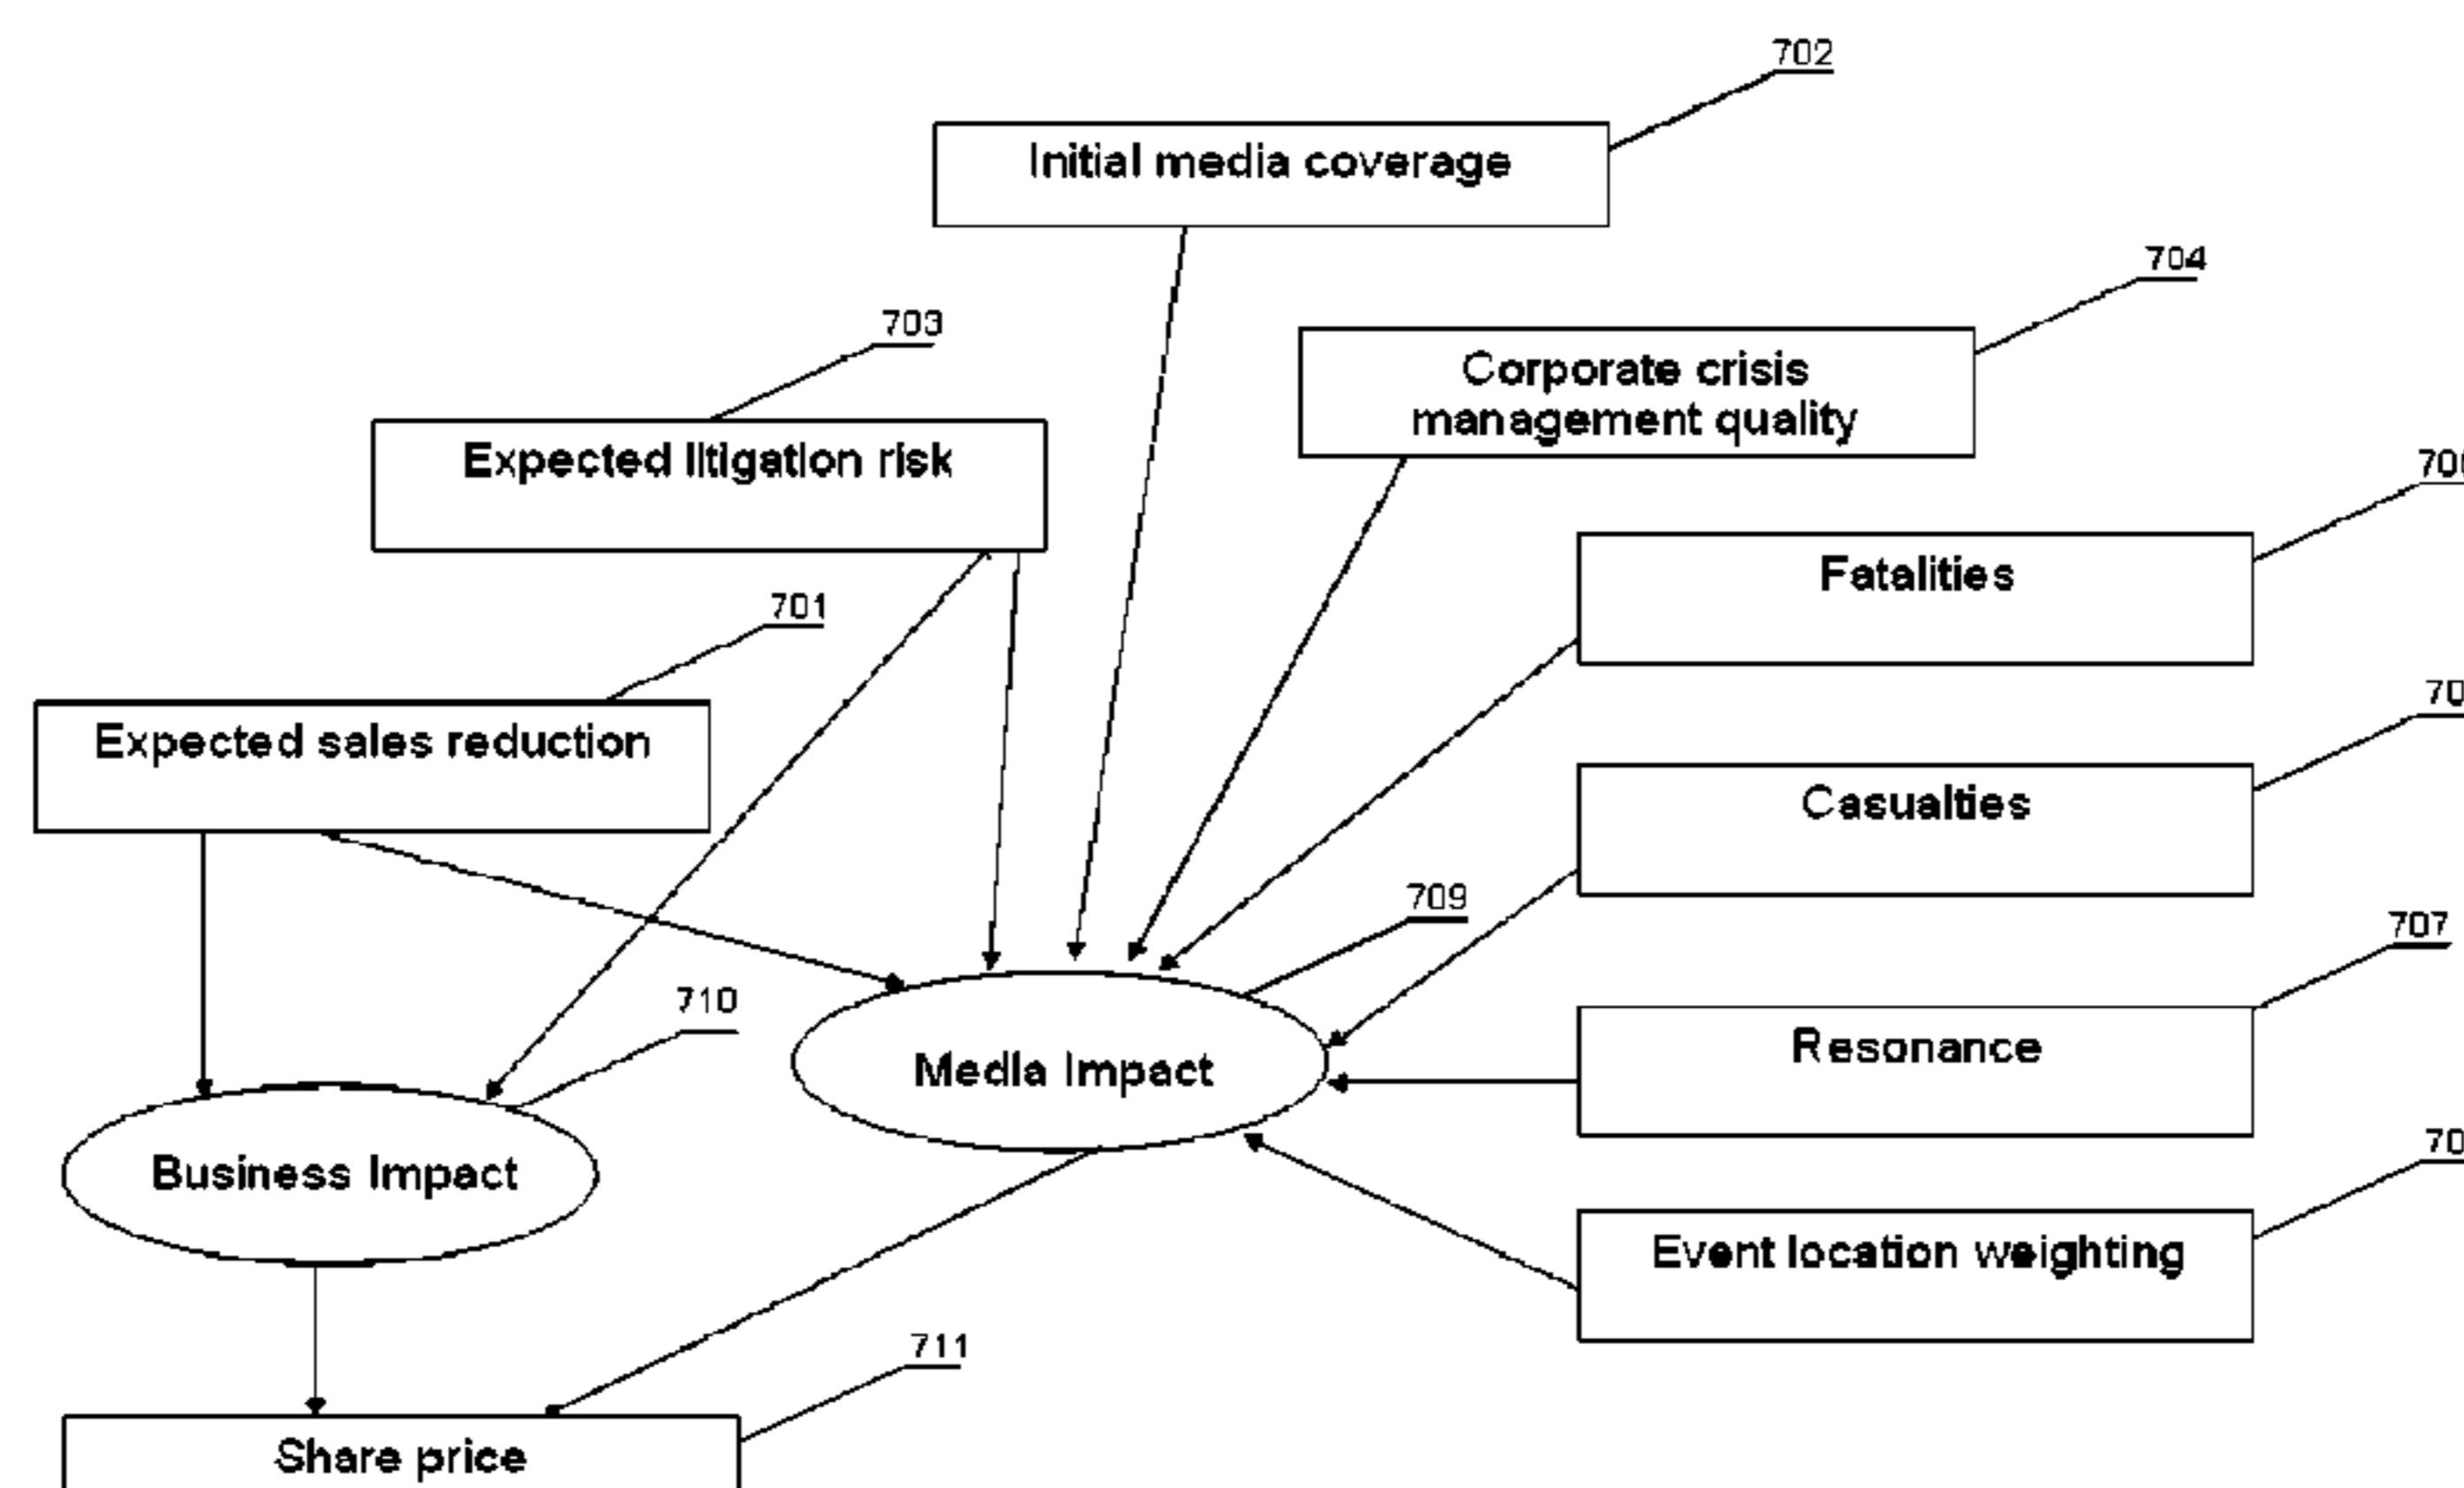 702
Initial media coverage
704
703
Corporate crisis
management quality
Expected litigation risk
Fatalities
701
Expected sales reduction
Casualties
709
707
710
Resonance
Media Impact
Business Impact
Event location weighting
711
Share price